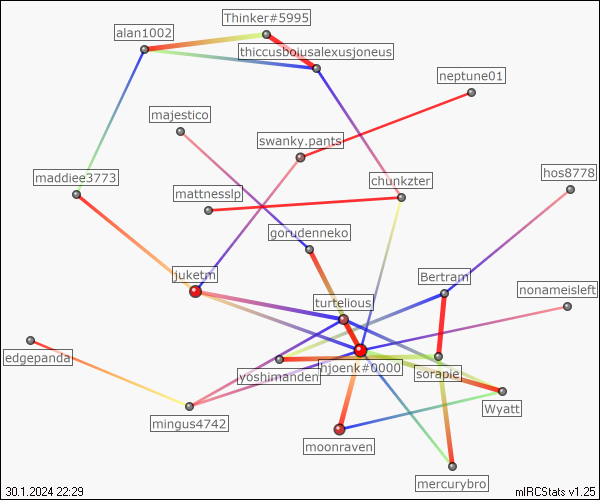 Thinker#5995
alan1002
thiccusboiusalexusjoneus
neptune01
majestico
swanky.pants
maddiee3773
chunkzter
hos8778
mattnesslp
gorudenneko
juketm
Bertram
nonameisleft
turtelious
edgepanda
yoshimanden
hjoenk#0000
sorapie
Wyatt
mingus4742
moonraven
mercurybro
30.1.2024 22:29
mIRCStats v1.25